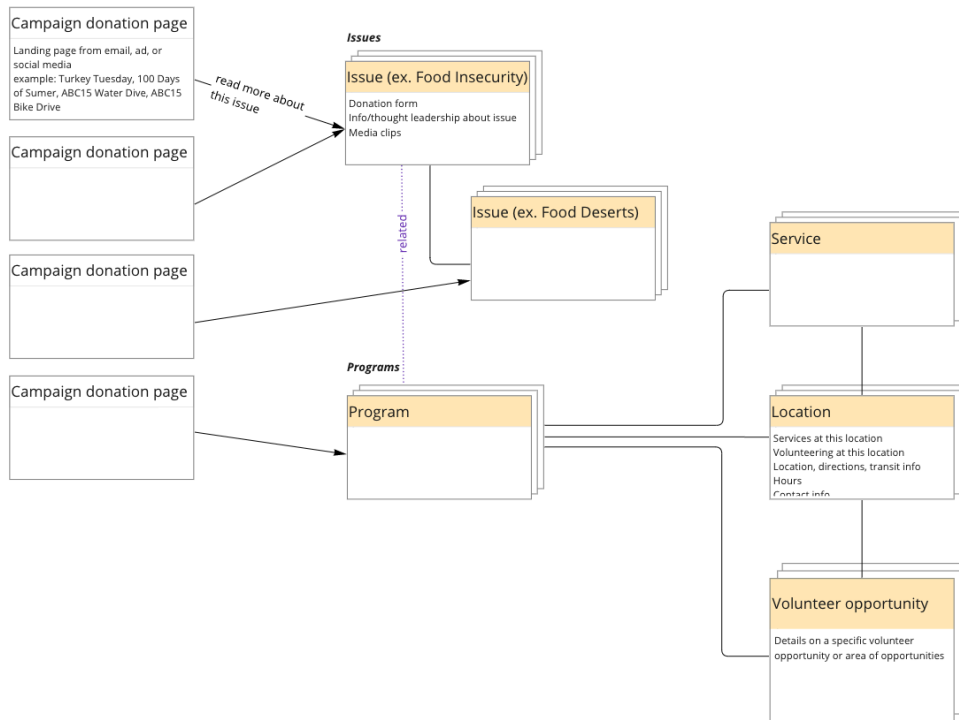 Campaign donation page
Landing page from email, ad, or
social media
example: Turkey Tuesday, 100 Days
of Sumer, ABC15 Water Dive, ABC15
Bike Drive
read more about
this issue
Campaign donation page
Campaign donation page
Campaign donation page
Issues
Issue (ex. Food Insecurity)
Donation form
Info/thought leadership about issue
Media clips
related
Issue (ex. Food Deserts)
Programs
Program
Service
Location
Services at this location
Volunteering at this location
Location, directions, transit info
Hours
Contact info
Volunteer opportunity
Details on a specific volunteer
opportunity or area of opportunities